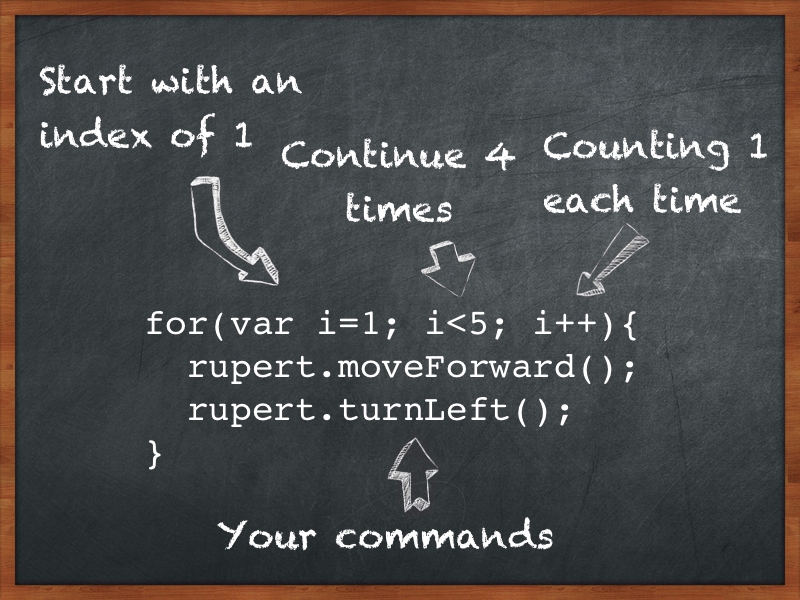 Start with an
index of 1
Continue 4
times
Counting 1
each time
for(var i=1; i<5; i++){
  rupert.moveForward();
  rupert.turnLeft();
}
Your commands